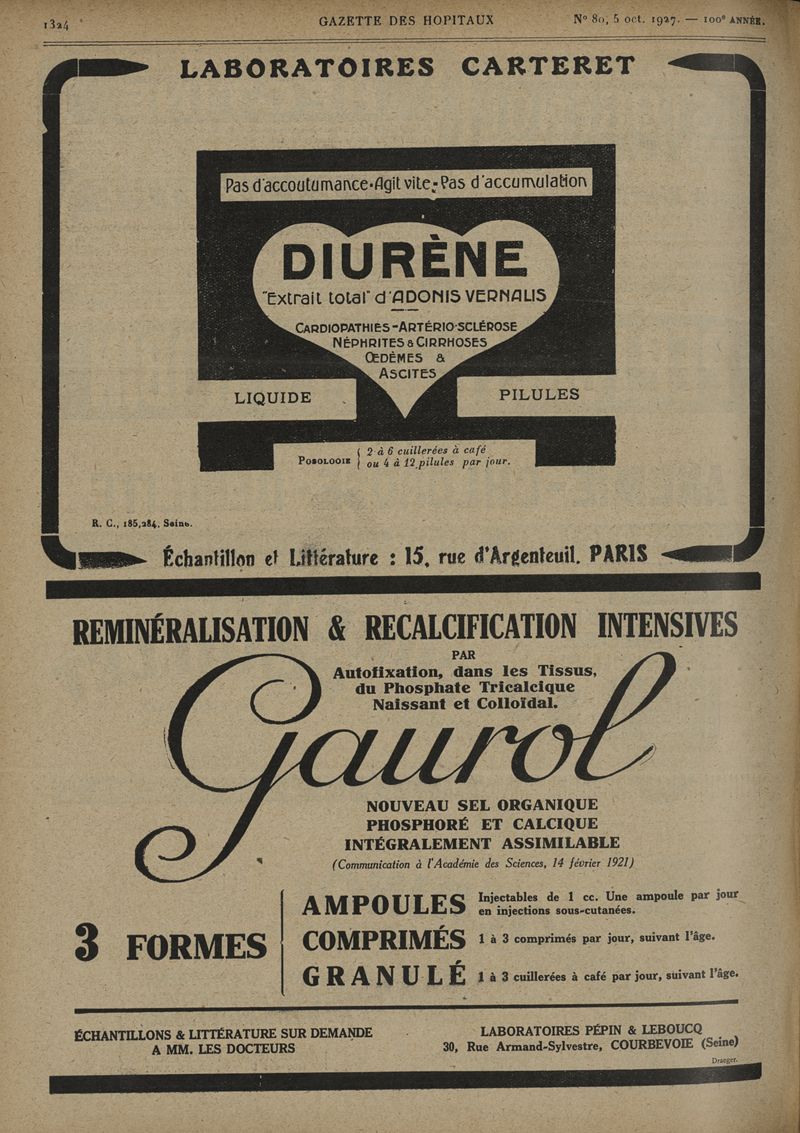 1324 GAZETTE DES HOPITAUX N° 80, 5 oct. 1927. — 100e ANNÉE.
LABORATOIRES CARTERET
Pas d'accoutumance-Agit vite-Pas d'accumulation
DIURÈNE
"Extrait total" d'ADONIS VERNALIS
CARDIOPATHIES-ARTÉRIO-SCLÉROSE
NÉPHRITES & CIRRHOSES
ŒDÈMES &
ASCITES
LIQUIDE PILULES
POSOLOGIE { 2 à 6 cuillerées à café
ou 4 à 12 pilules par jour.
R. C., 185,284. Seine.
Échantillon et Littérature : 15, rue d'Argenteuil. PARIS
REMINÉRALISATION & RECALCIFICATION INTENSIVES
PAR
Autofixation, dans les Tissus,
du Phosphate Tricalcique
Naissant et Colloïdal.
Gaurol
NOUVEAU SEL ORGANIQUE
PHOSPHORÉ ET CALCIQUE
INTÉGRALEMENT ASSIMILABLE
(Communication à l'Académie des Sciences, 14 février 1921)
3 FORMES
AMPOULES Injectables de 1 cc. Une ampoule par jour
en injections sous-cutanées.
COMPRIMÉS 1 à 3 comprimés par jour, suivant l'âge.
GRANULÉ 1 à 3 cuillerées à café par jour, suivant l'âge.
ÉCHANTILLONS & LITTÉRATURE SUR DEMANDE
A MM. LES DOCTEURS
LABORATOIRES PÉPIN & LEBOUCQ
30, Rue Armand-Sylvestre, COURBEVOIE (Seine)
Draeger.